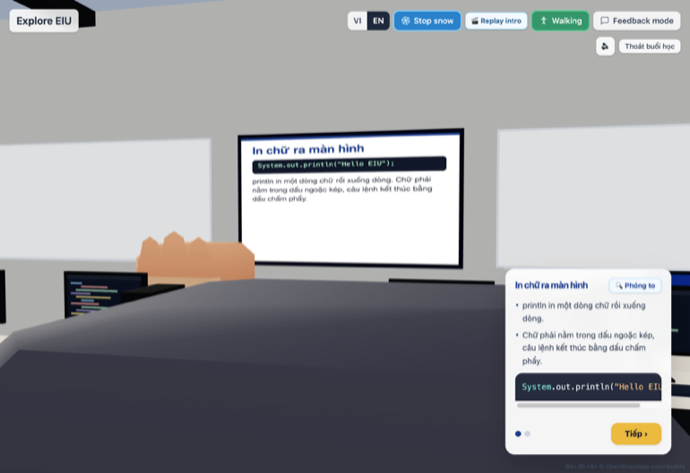 Explore EIU
VI EN Stop snow Replay intro Walking Feedback mode
Thoát buổi học
In chữ ra màn hình
System.out.println("Hello EIU");
println in một dòng chữ rồi xuống dòng. Chữ phải
nằm trong dấu ngoặc kép, câu lệnh kết thúc bằng
dấu chấm phẩy.
In chữ ra màn hình Phóng to
• println in một dòng chữ rồi xuống
dòng.
• Chữ phải nằm trong dấu ngoặc kép,
câu lệnh kết thúc bằng dấu chấm
phẩy.
System.out.println("Hello EIU
Tiếp ›